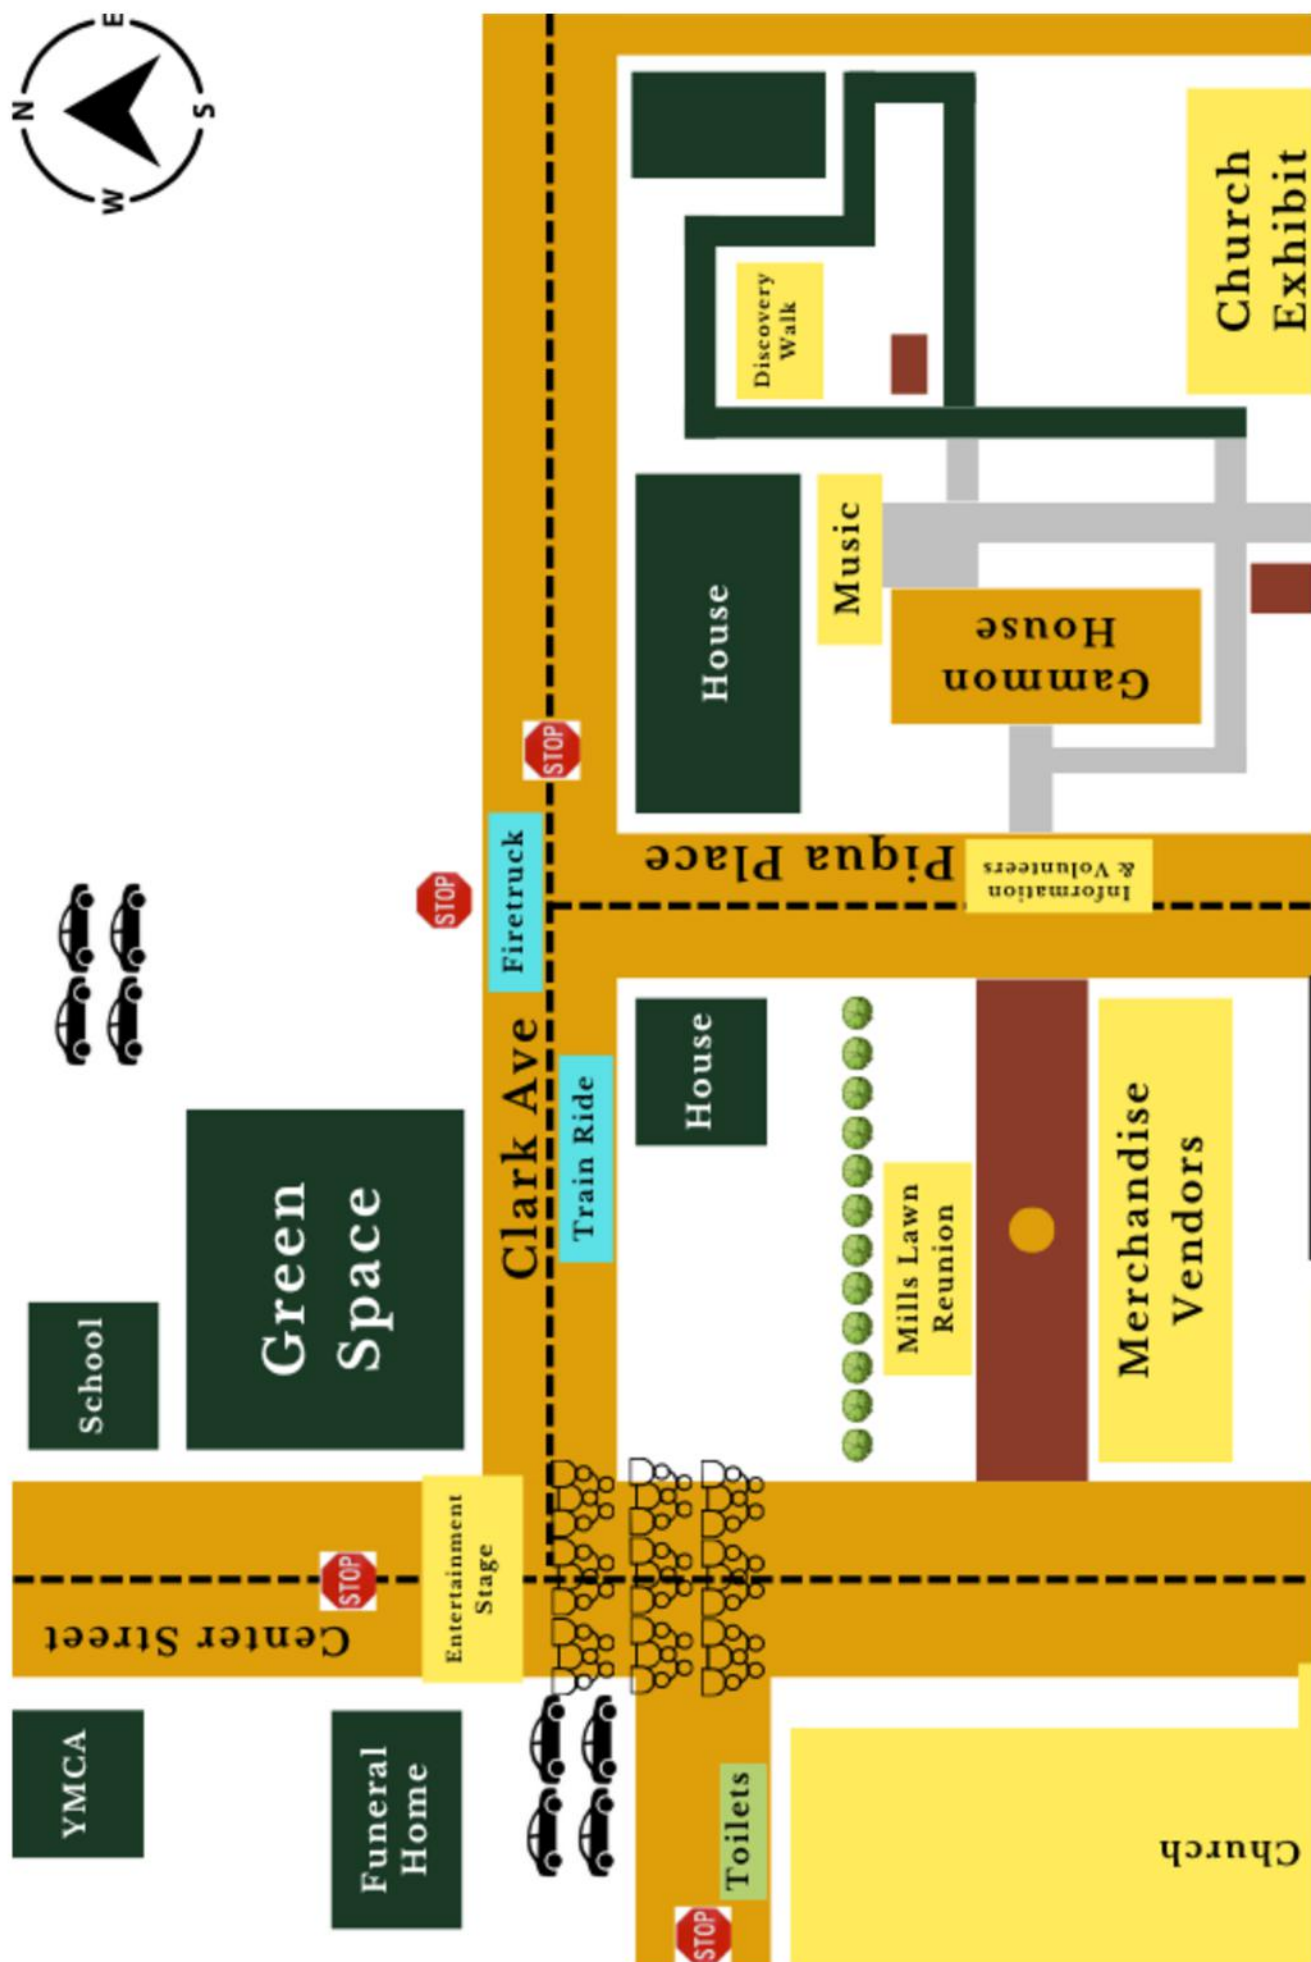 E
N
S
W
Church
Exhibit
Discovery
Walk
Music
House
Gammon
House
STOP
Firetruck
STOP
Piqua Place
Information
& Volunteers
Clark Ave
Train Ride
House
Green
Space
School
Mills Lawn
Reunion
Merchandise
Vendors
Entertainment
Stage
STOP
Center Street
YMCA
Funeral
Home
Toilets
STOP
Church